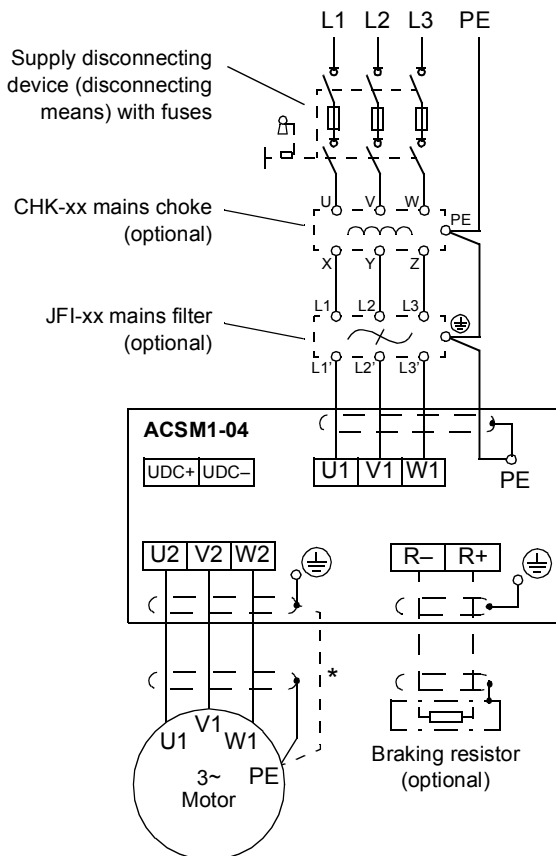 L1 L2 L3 PE
Supply disconnecting
device (disconnecting
means) with fuses
U V W
PE
CHK-xx mains choke
(optional)
X Y Z
L1 L2 L3
JFI-xx mains filter
(optional)
L1' L2' L3'
ACSM1-04
UDC+ UDC–
U1 V1 W1
PE
U2 V2 W2
R– R+
*
U1 V1 W1
PE
3~
Motor
Braking resistor
(optional)